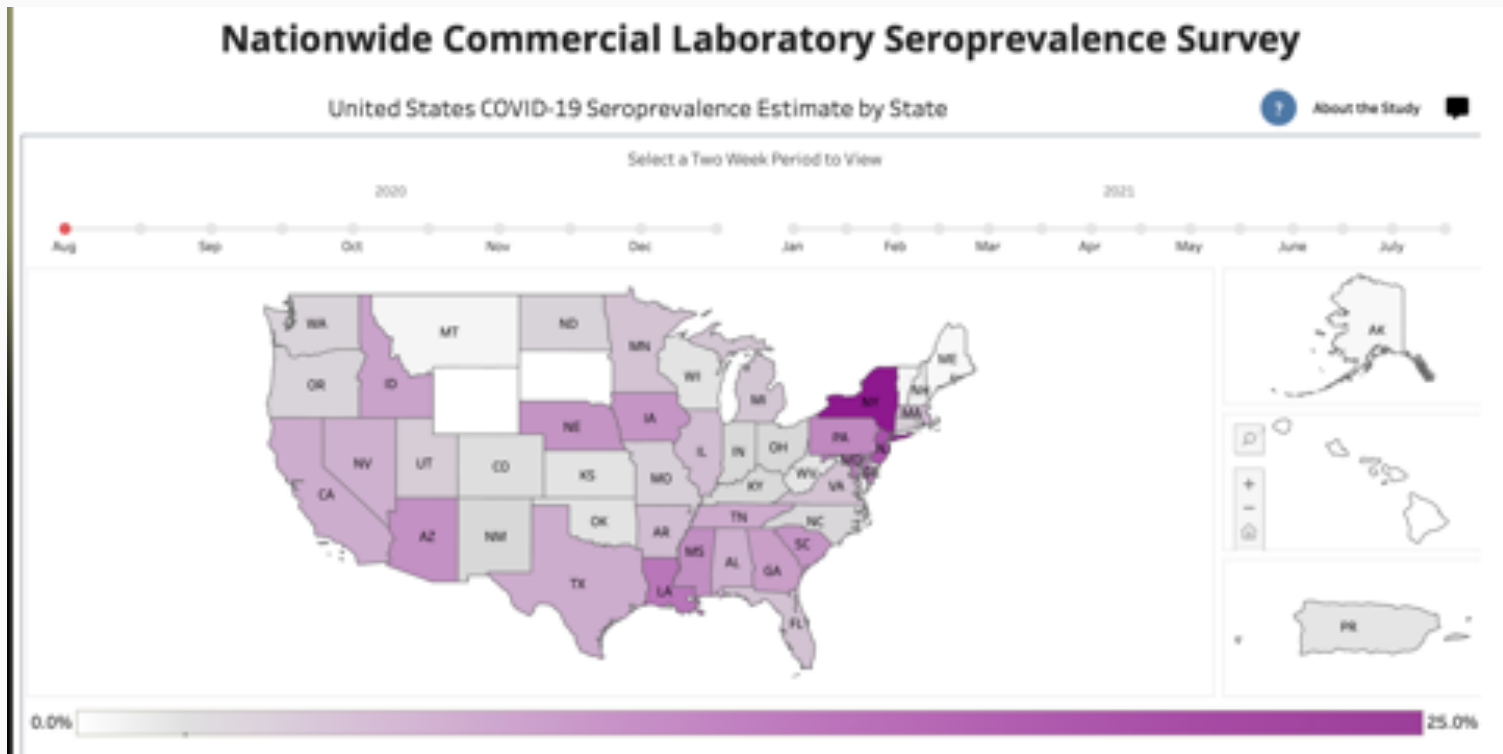 Nationwide Commercial Laboratory Seroprevalence Survey
United States COVID-19 Seroprevalence Estimate by State
? About the Study
Select a Two Week Period to View
2020 2021
Aug Sep Oct Nov Dec Jan Feb Mar Apr May June July
WA MT ND MN ME AK
OR ID WI NH
MI NY MA
NE IA PA NJ
NV UT CO IL IN OH MD
CA KS MO WV VA
KY
AZ NM OK AR TN NC
TX LA MS AL GA SC
FL
+
−
PR
0.0% 25.0%